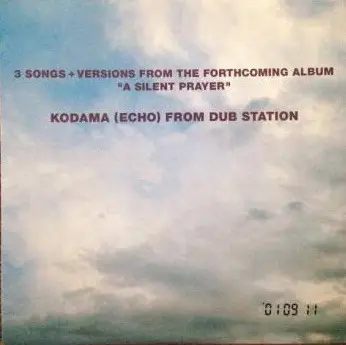 3 SONGS + VERSIONS FROM THE FORTHCOMING ALBUM
"A SILENT PRAYER"
KODAMA (ECHO) FROM DUB STATION
'01 09 11